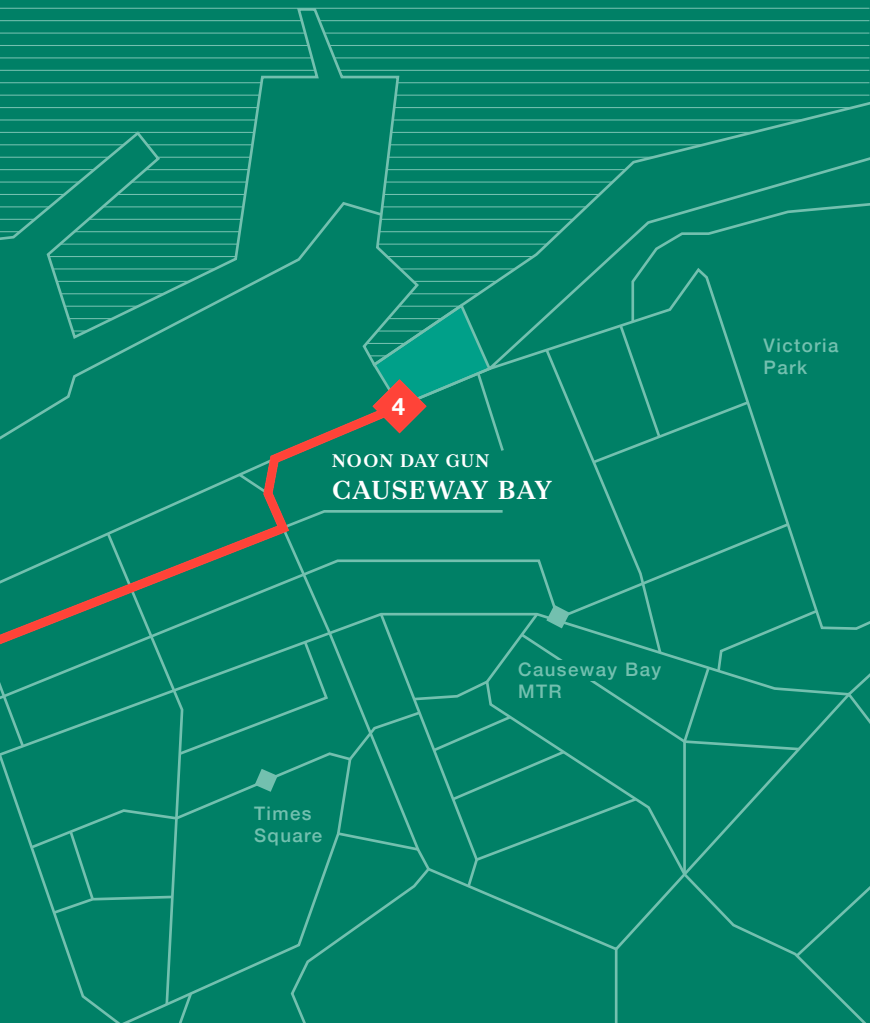 Victoria
Park
4
NOON DAY GUN
CAUSEWAY BAY
Causeway Bay
MTR
Times
Square